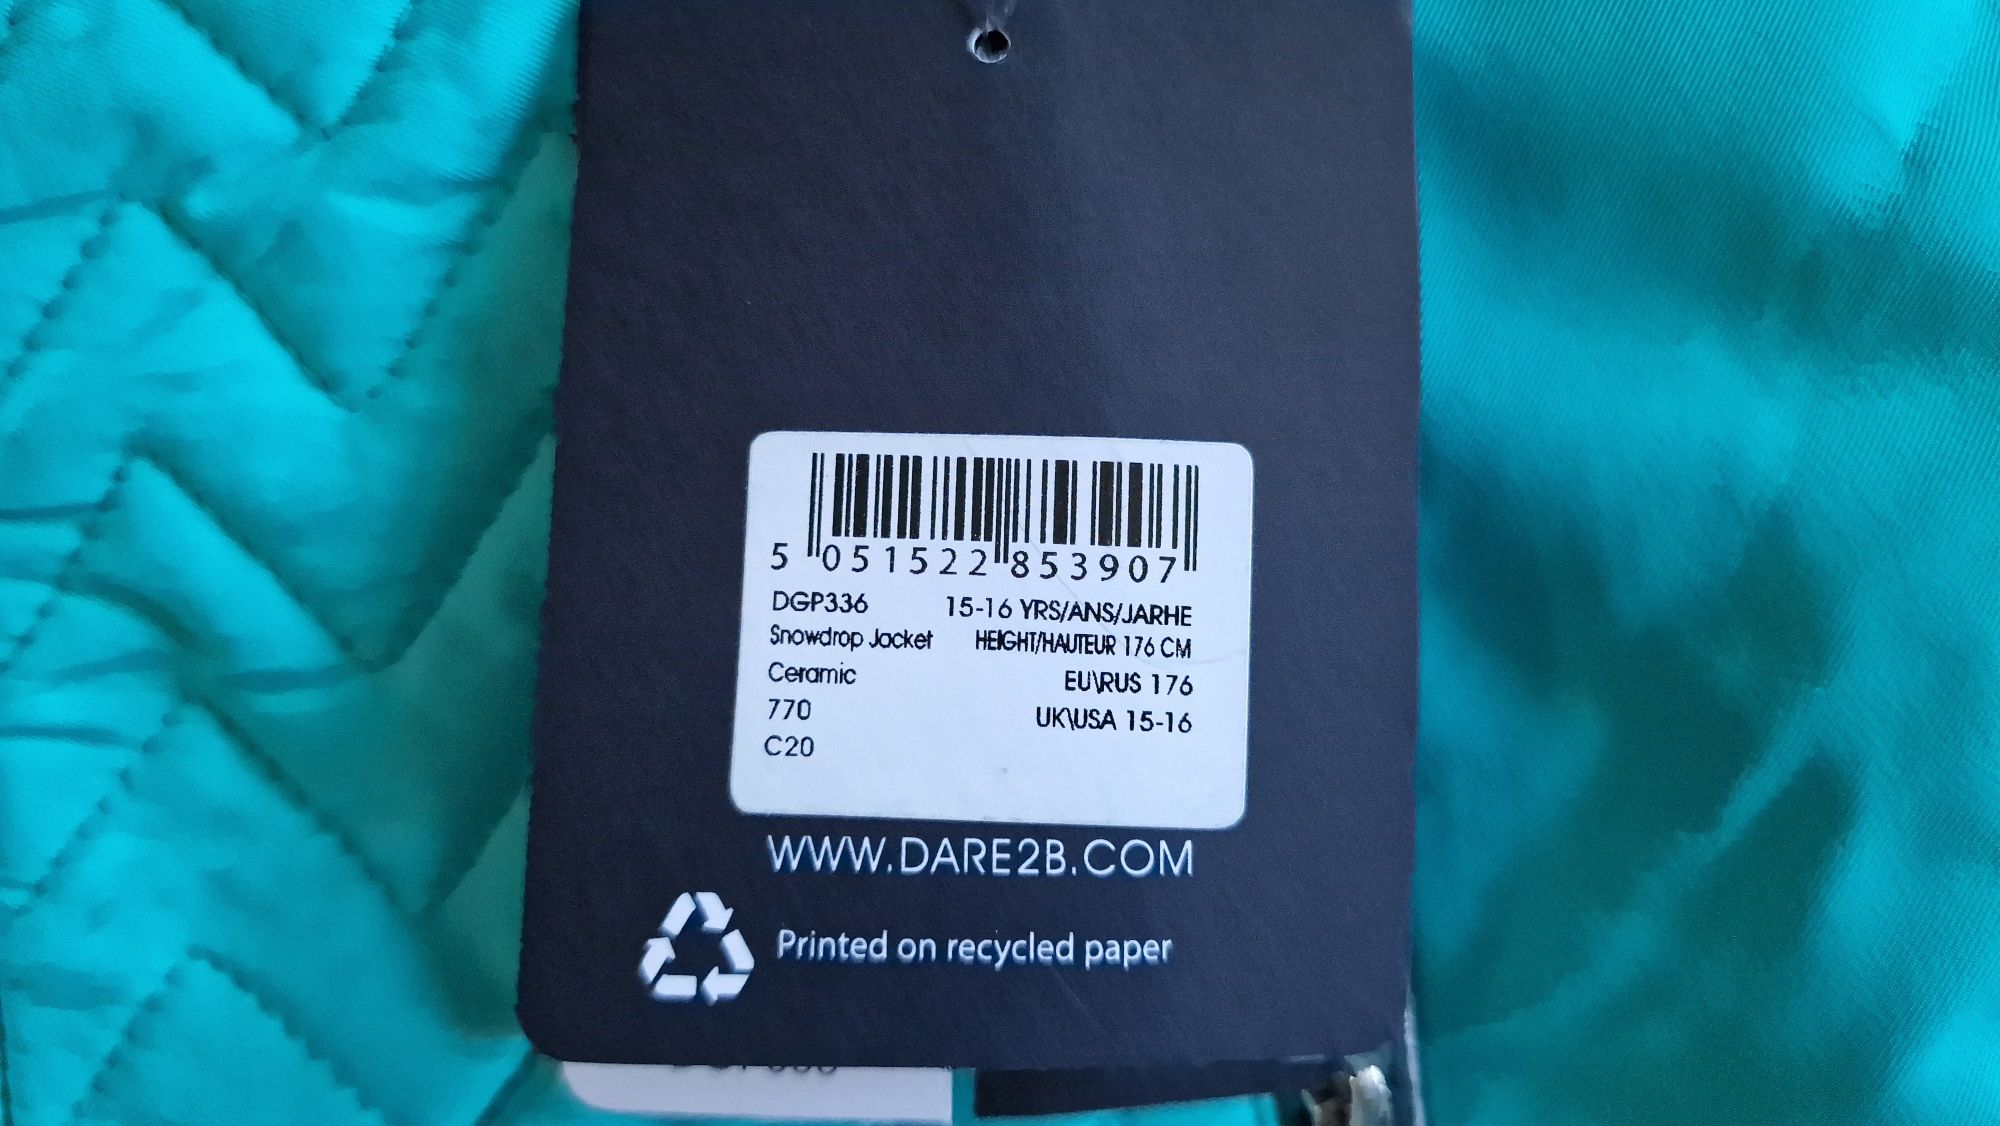 5 051522 853907
DGP336 15-16 YRS/ANS/JARHE
Snowdrop Jacket HEIGHT/HAUTEUR 176 CM
Ceramic EU\RUS 176
770 UK\USA 15-16
C20
WWW.DARE2B.COM
Printed on recycled paper